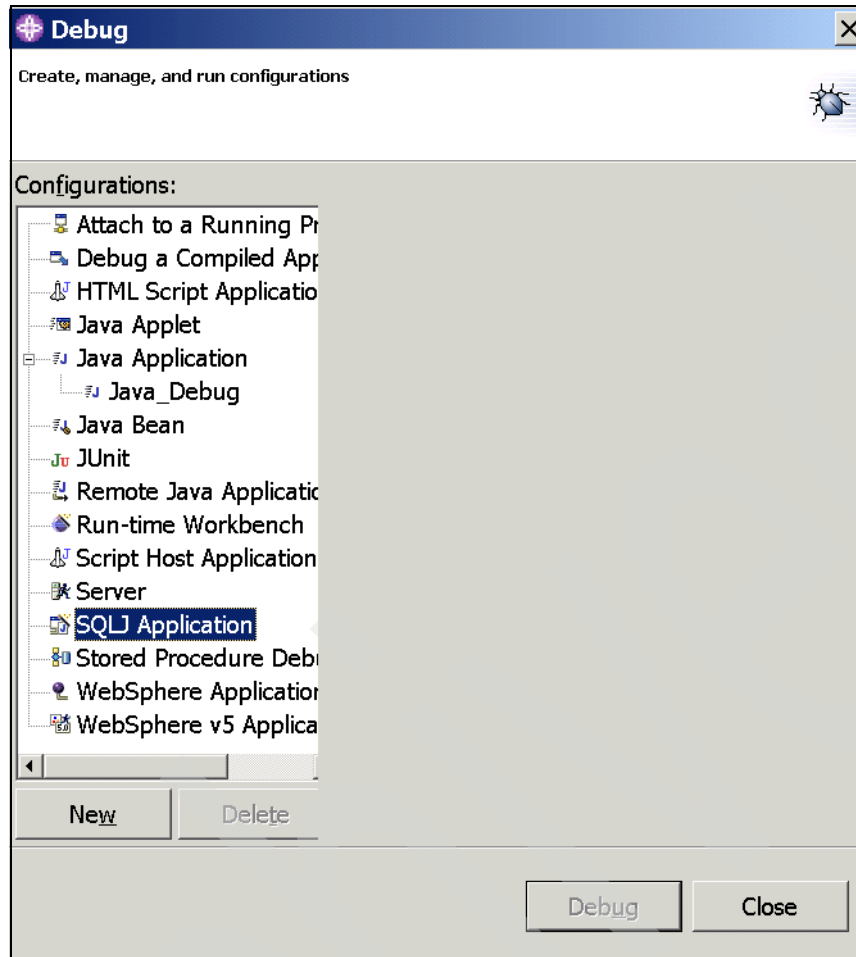 Debug
Create, manage, and run configurations
Configurations:
Attach to a Running Pr
Debug a Compiled App
HTML Script Applicatio
Java Applet
Java Application
Java_Debug
Java Bean
JUnit
Remote Java Applicatic
Run-time Workbench
Script Host Application
Server
SQLJ Application
Stored Procedure Deb
WebSphere Application
WebSphere v5 Applica
New Delete
Debug Close